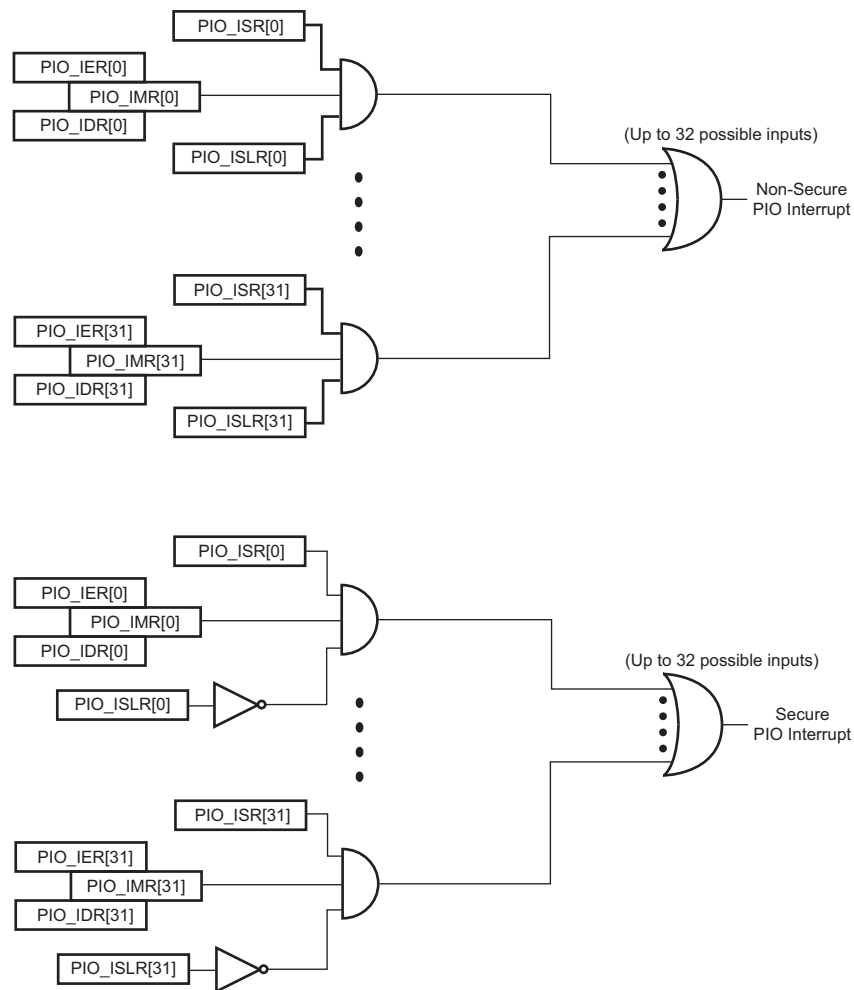 PIO_ISR[0]
PIO_IER[0]
PIO_IMR[0]
PIO_IDR[0]
PIO_ISLR[0]
(Up to 32 possible inputs)
Non-Secure
PIO Interrupt
PIO_ISR[31]
PIO_IER[31]
PIO_IMR[31]
PIO_IDR[31]
PIO_ISLR[31]
PIO_ISR[0]
PIO_IER[0]
PIO_IMR[0]
PIO_IDR[0]
PIO_ISLR[0]
(Up to 32 possible inputs)
Secure
PIO Interrupt
PIO_ISR[31]
PIO_IER[31]
PIO_IMR[31]
PIO_IDR[31]
PIO_ISLR[31]